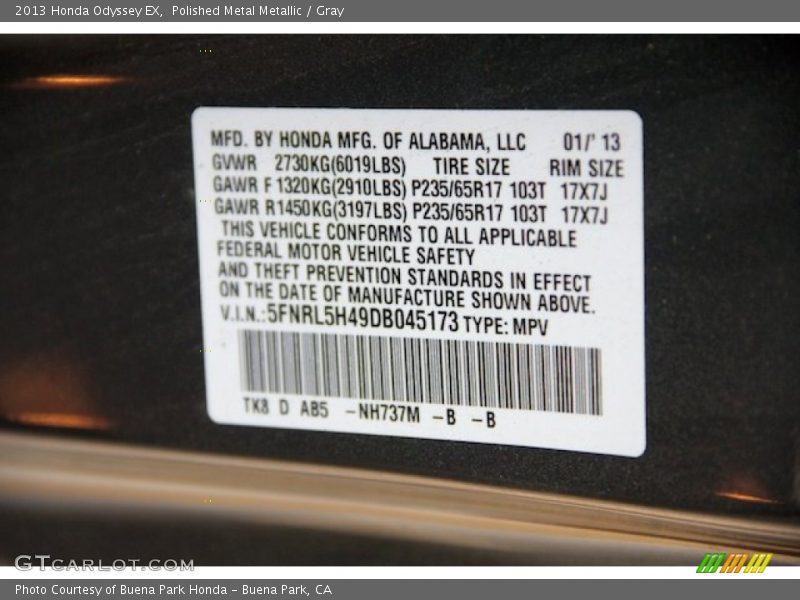 2013 Honda Odyssey EX, Polished Metal Metallic / Gray
MFD. BY HONDA MFG. OF ALABAMA, LLC 01/' 13
GVWR 2730KG(6019LBS) TIRE SIZE RIM SIZE
GAWR F 1320KG(2910LBS) P235/65R17 103T 17X7J
GAWR R1450KG(3197LBS) P235/65R17 103T 17X7J
THIS VEHICLE CONFORMS TO ALL APPLICABLE
FEDERAL MOTOR VEHICLE SAFETY
AND THEFT PREVENTION STANDARDS IN EFFECT
ON THE DATE OF MANUFACTURE SHOWN ABOVE.
V.I.N.:5FNRL5H49DB045173 TYPE: MPV
TK8 D AB5 -NH737M -B -B
GTCARLOT.COM
Photo Courtesy of Buena Park Honda - Buena Park, CA